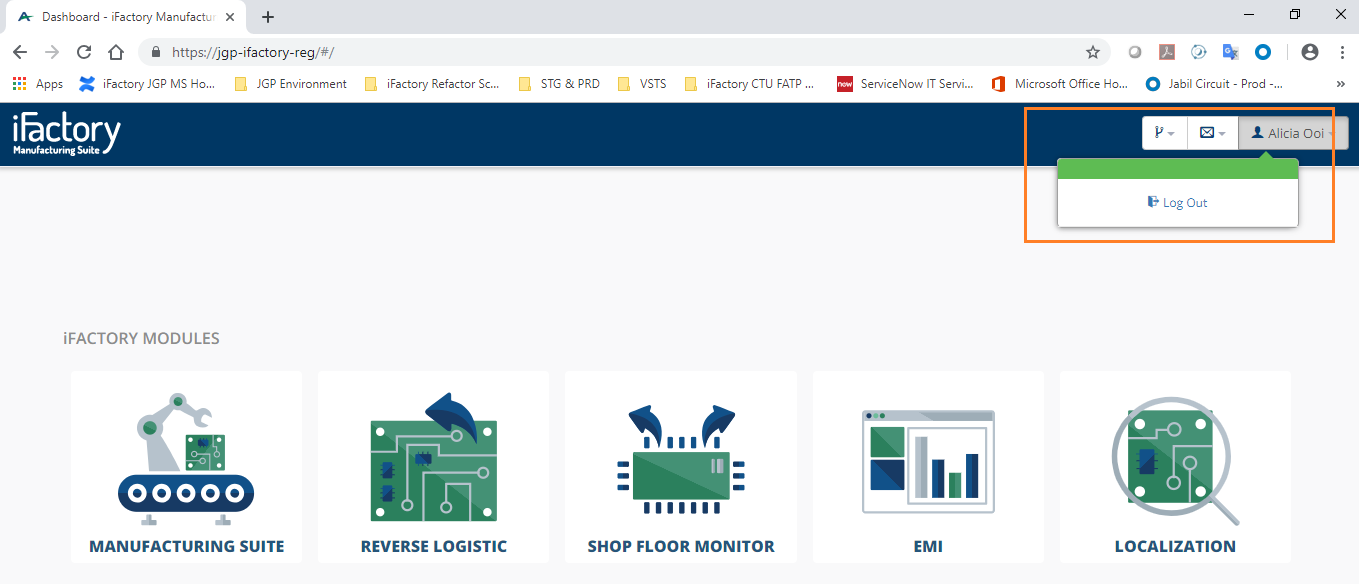 Dashboard - iFactory Manufactur
https://jgp-ifactory-reg/#/
Apps iFactory JGP MS Ho... JGP Environment iFactory Refactor Sc... STG & PRD VSTS iFactory CTU FATP ... now ServiceNow IT Servi... Microsoft Office Ho... Jabil Circuit - Prod -...
iFactory
Manufacturing Suite
Alicia Ooi
Log Out
iFACTORY MODULES
MANUFACTURING SUITE REVERSE LOGISTIC SHOP FLOOR MONITOR EMI LOCALIZATION